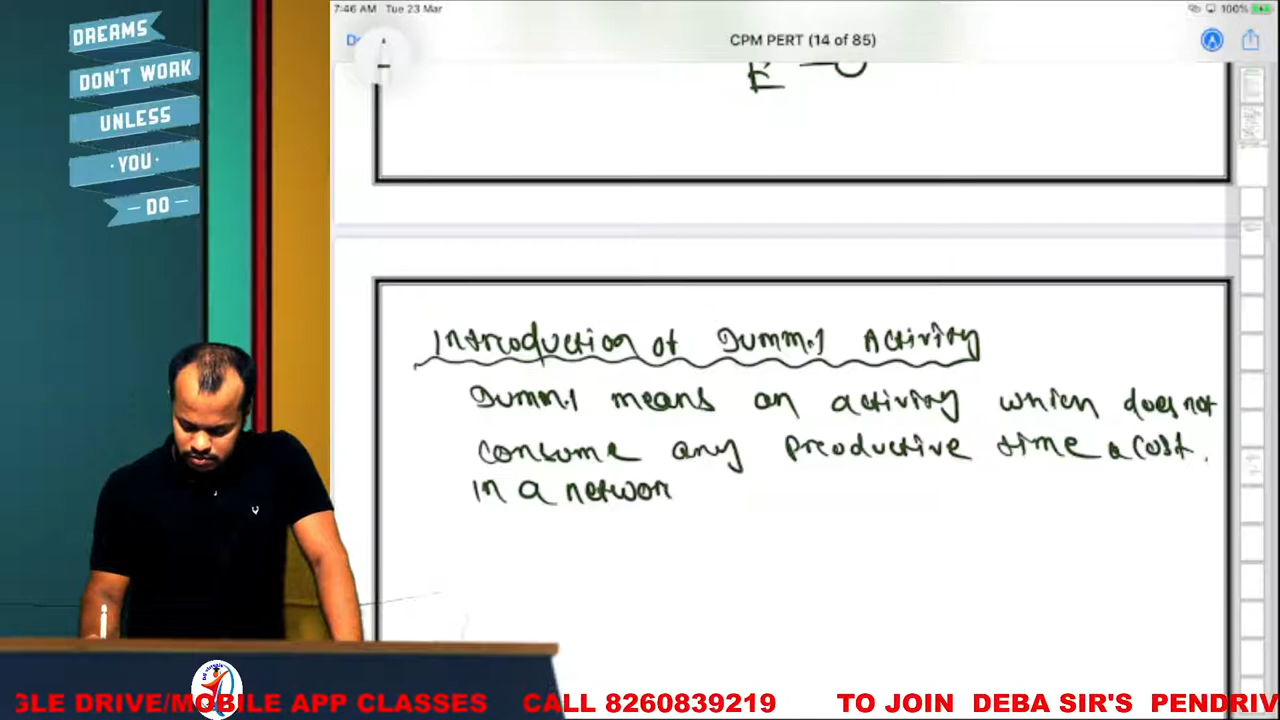 DREAMS
DON'T WORK
UNLESS
·YOU·
— DO —
7:46 AM Tue 23 Mar
100%
CPM PERT (14 of 85)
E
Introduction of Dummy Activity
Dummy means an activity which does not
consume any productive time & cost.
In a networ
GLE DRIVE/MOBILE APP CLASSES CALL 8260839219 TO JOIN DEBA SIR'S PENDRIV